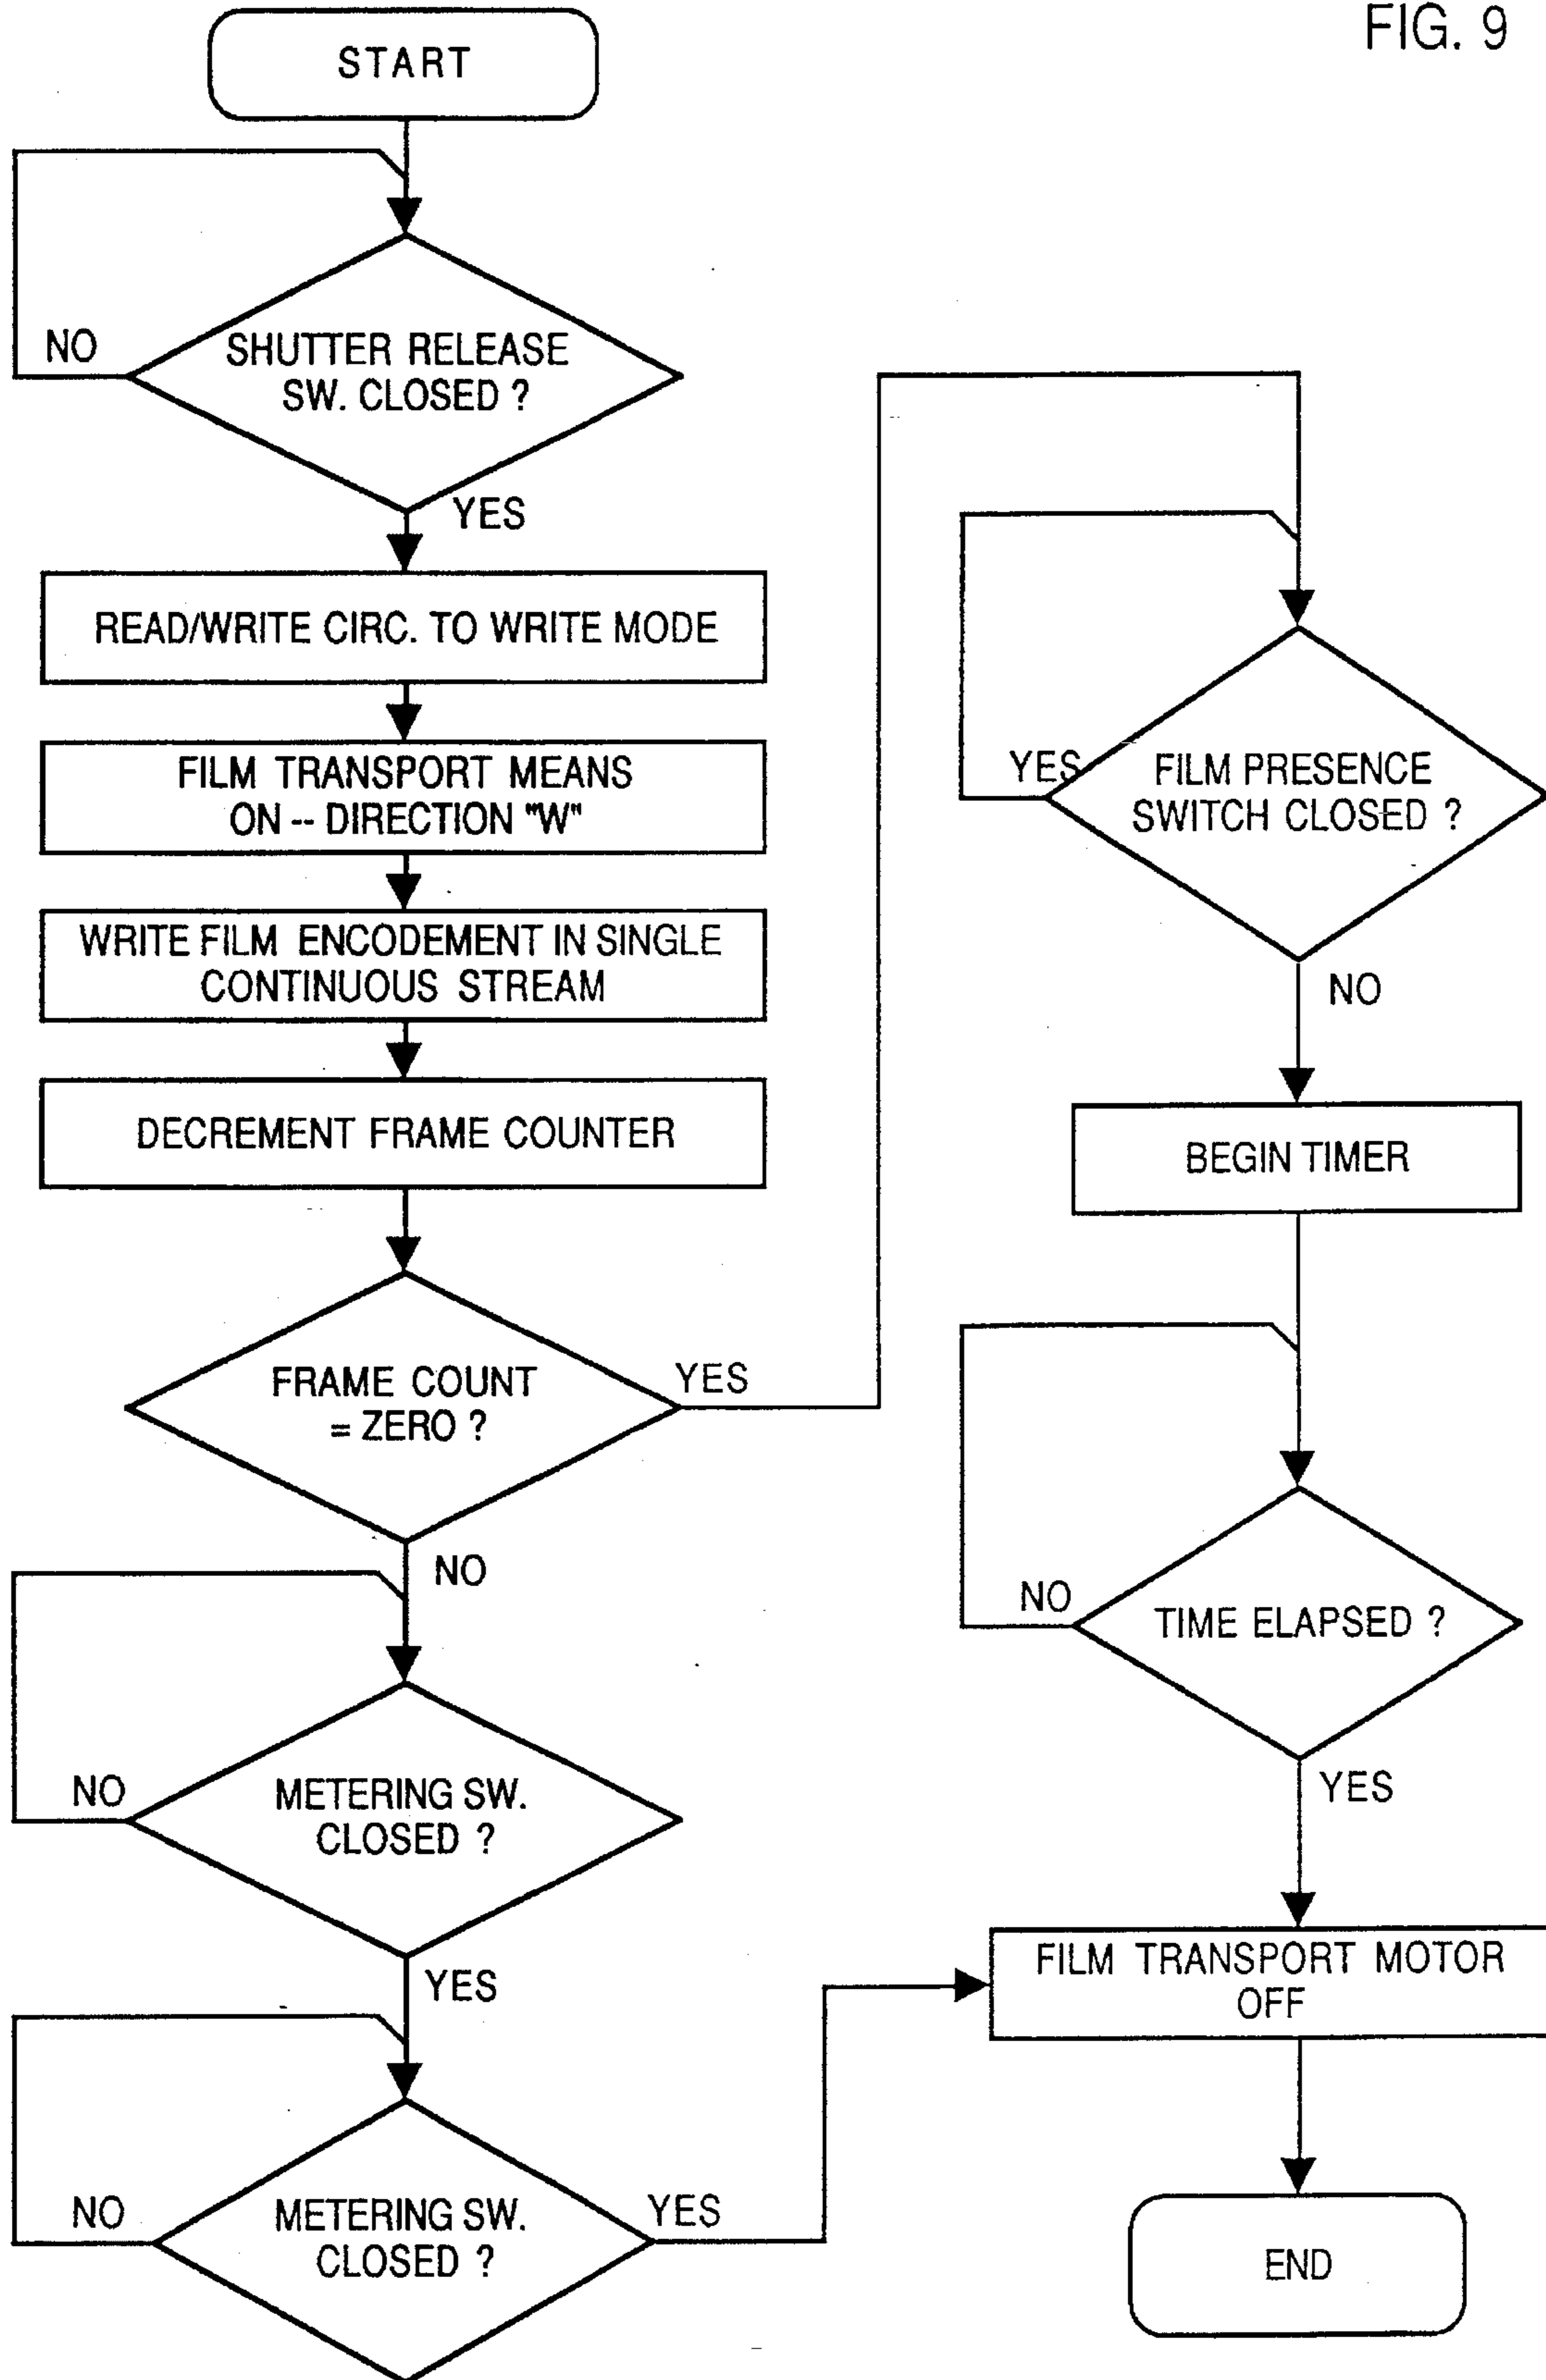 FIG. 9
START
SHUTTER RELEASE
SW. CLOSED ?
NO
YES
READ/WRITE CIRC. TO WRITE MODE
FILM TRANSPORT MEANS
ON -- DIRECTION "W"
WRITE FILM ENCODEMENT IN SINGLE
CONTINUOUS STREAM
DECREMENT FRAME COUNTER
FRAME COUNT
= ZERO ?
YES
NO
METERING SW.
CLOSED ?
NO
YES
METERING SW.
CLOSED ?
NO
YES
FILM PRESENCE
SWITCH CLOSED ?
YES
NO
BEGIN TIMER
TIME ELAPSED ?
NO
YES
FILM TRANSPORT MOTOR
OFF
END